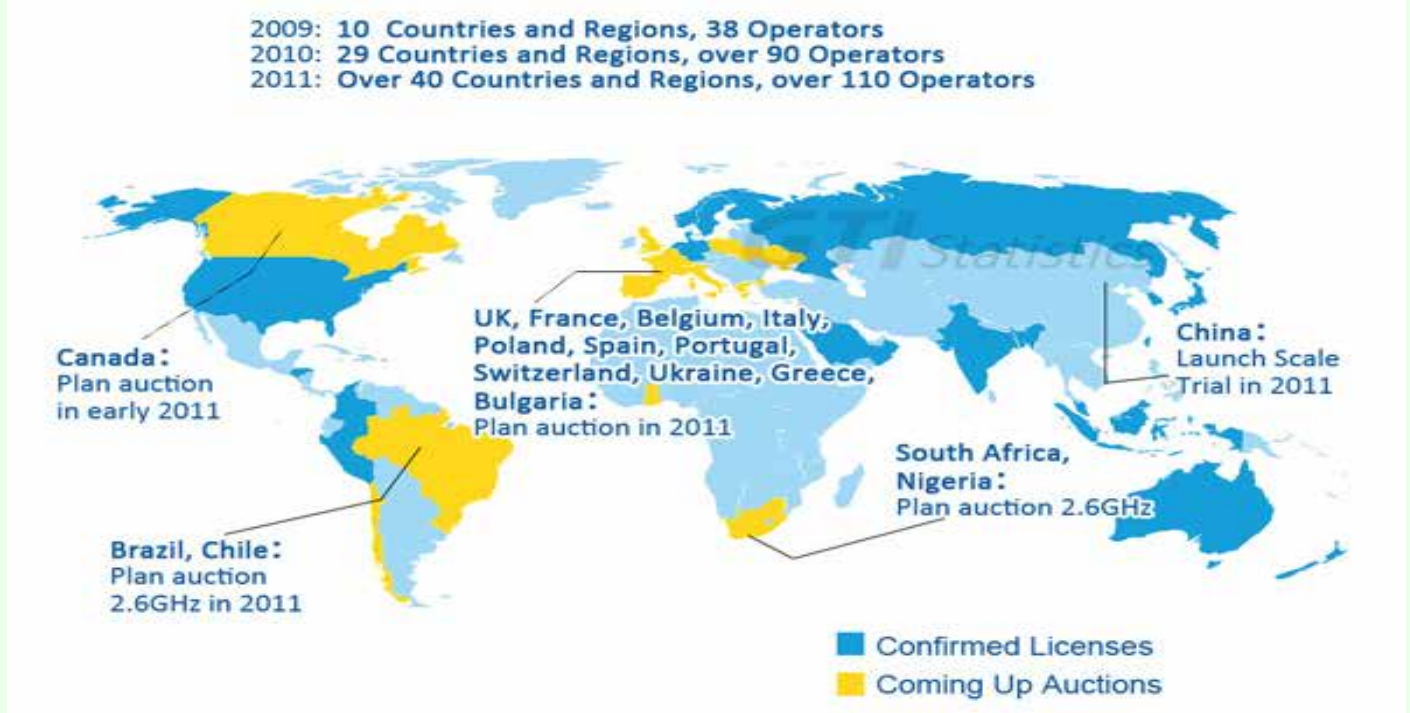 2009: 10 Countries and Regions, 38 Operators
2010: 29 Countries and Regions, over 90 Operators
2011: Over 40 Countries and Regions, over 110 Operators
GTI Statistics
UK, France, Belgium, Italy,
Poland, Spain, Portugal,
Switzerland, Ukraine, Greece,
Bulgaria:
Plan auction in 2011
Canada:
Plan auction
in early 2011
China:
Launch Scale
Trial in 2011
South Africa,
Nigeria:
Plan auction 2.6GHz
Brazil, Chile:
Plan auction
2.6GHz in 2011
Confirmed Licenses
Coming Up Auctions